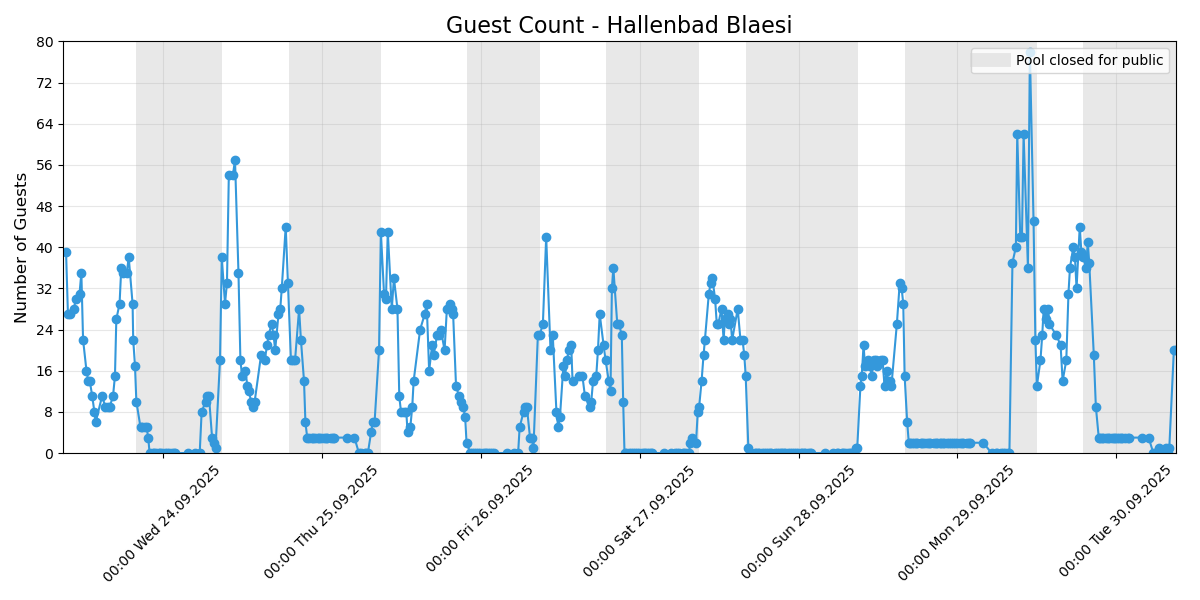 Guest Count - Hallenbad Blaesi
Pool closed for public
Number of Guests
80
72
64
56
48
40
32
24
16
8
0
00:00 Wed 24.09.2025
00:00 Thu 25.09.2025
00:00 Fri 26.09.2025
00:00 Sat 27.09.2025
00:00 Sun 28.09.2025
00:00 Mon 29.09.2025
00:00 Tue 30.09.2025